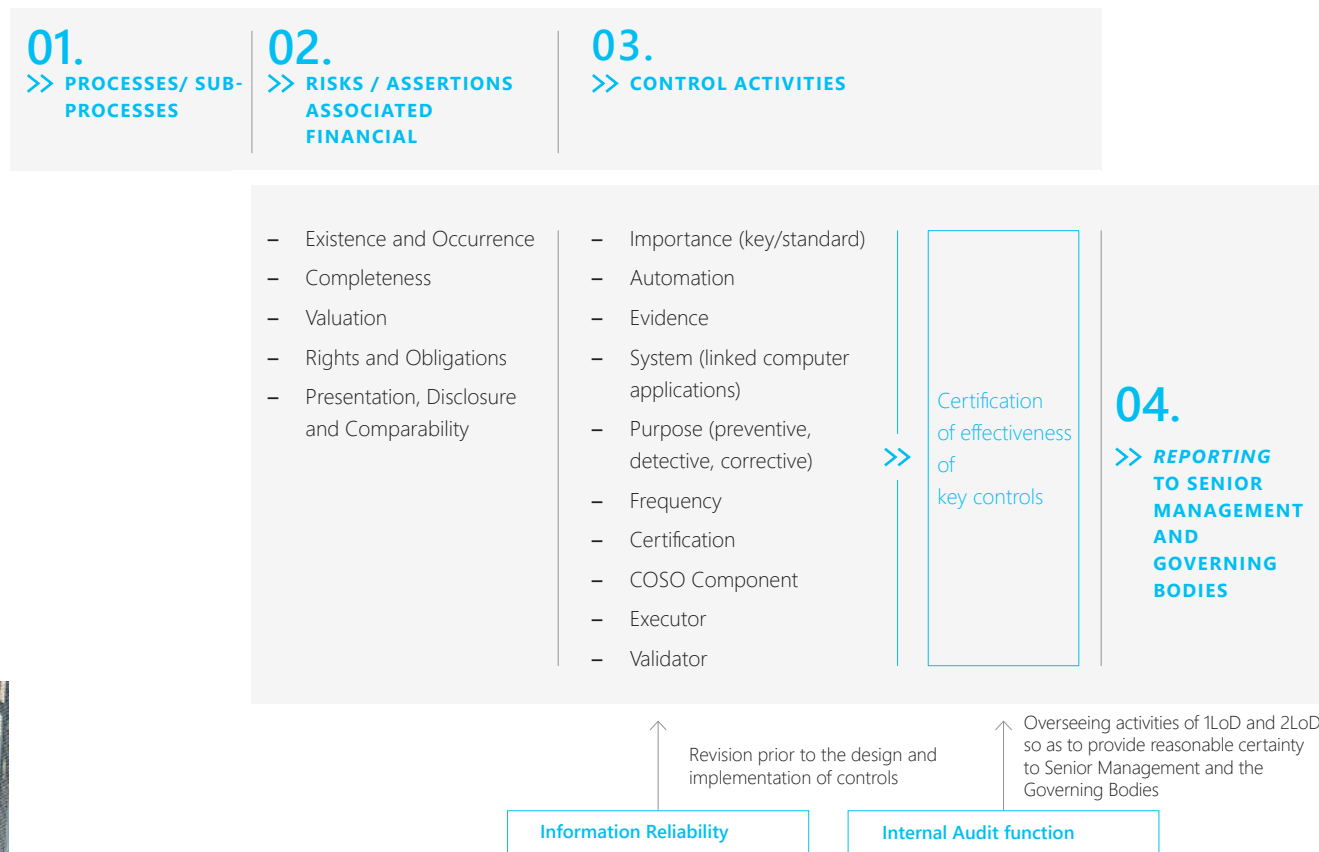 01.
>> PROCESSES/ SUB-
PROCESSES
02.
>> RISKS / ASSERTIONS
ASSOCIATED
FINANCIAL
03.
>> CONTROL ACTIVITIES
– Existence and Occurrence
– Completeness
– Valuation
– Rights and Obligations
– Presentation, Disclosure
and Comparability
– Importance (key/standard)
– Automation
– Evidence
– System (linked computer
applications)
– Purpose (preventive,
detective, corrective)
– Frequency
– Certification
– COSO Component
– Executor
– Validator
>>
Certification
of effectiveness
of
key controls
04.
>> REPORTING
TO SENIOR
MANAGEMENT
AND
GOVERNING
BODIES
Revision prior to the design and
implementation of controls
Overseeing activities of 1LoD and 2LoD
so as to provide reasonable certainty
to Senior Management and the
Governing Bodies
Information Reliability
Internal Audit function